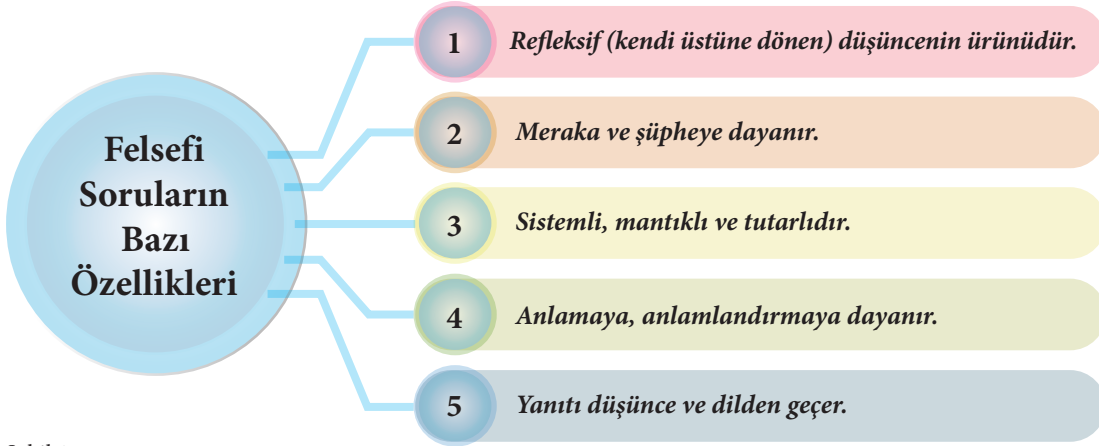 Felsefi
Soruların
Bazı
Özellikleri
1 Refleksif (kendi üstüne dönen) düşüncenin ürünüdür.
2 Meraka ve şüpheye dayanır.
3 Sistemli, mantıklı ve tutarlıdır.
4 Anlamaya, anlamlandırmaya dayanır.
5 Yanıtı düşünce ve dilden geçer.